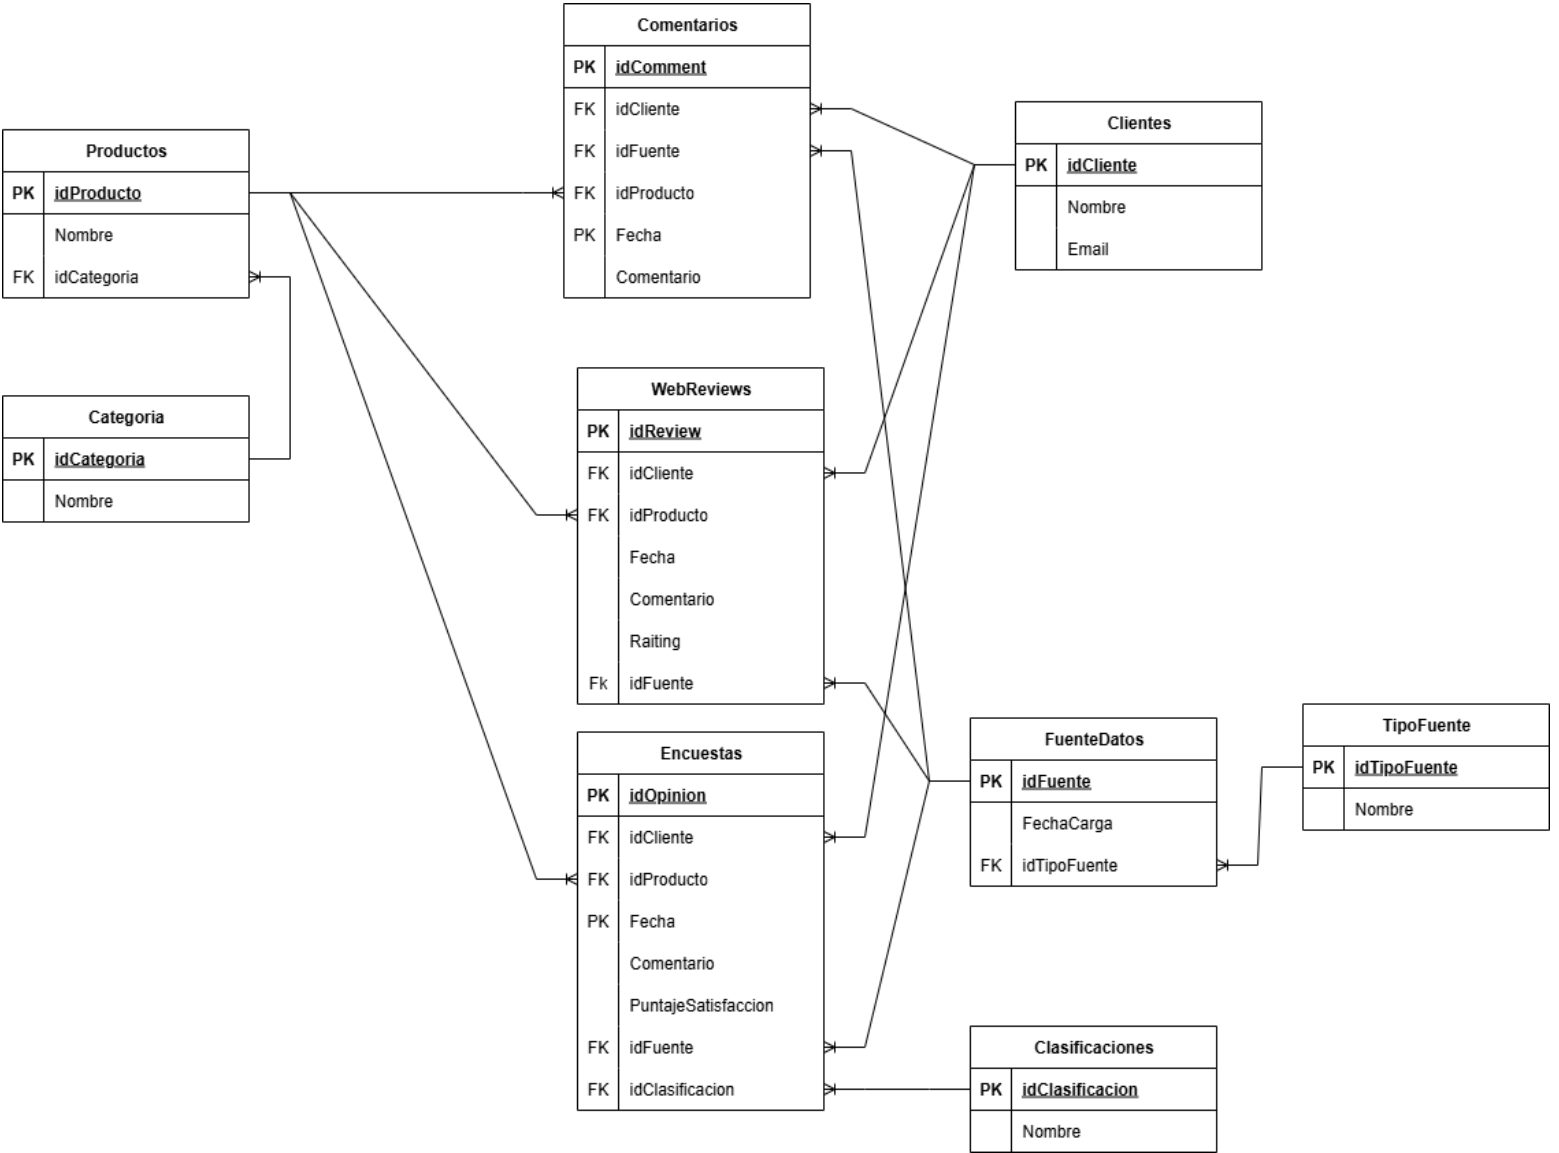 Comentarios
PK idComment
FK idCliente
FK idFuente
FK idProducto
PK Fecha
Comentario
Productos
PK idProducto
Nombre
FK idCategoria
Clientes
PK idCliente
Nombre
Email
Categoria
PK idCategoria
Nombre
WebReviews
PK idReview
FK idCliente
FK idProducto
Fecha
Comentario
Raiting
Fk idFuente
Encuestas
PK idOpinion
FK idCliente
FK idProducto
PK Fecha
Comentario
PuntajeSatisfaccion
FK idFuente
FK idClasificacion
FuenteDatos
PK idFuente
FechaCarga
FK idTipoFuente
TipoFuente
PK idTipoFuente
Nombre
Clasificaciones
PK idClasificacion
Nombre